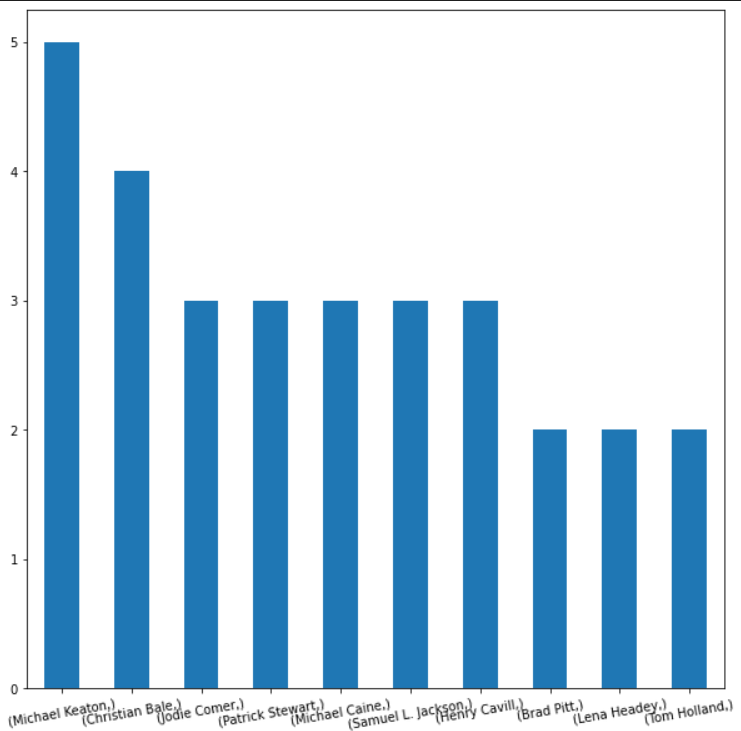 5
4
3
2
1
0
(Michael Keaton,)
(Christian Bale,)
(Jodie Comer,)
(Patrick Stewart,)
(Michael Caine,)
(Samuel L. Jackson,)
(Henry Cavill,)
(Brad Pitt,)
(Lena Headey,)
(Tom Holland,)